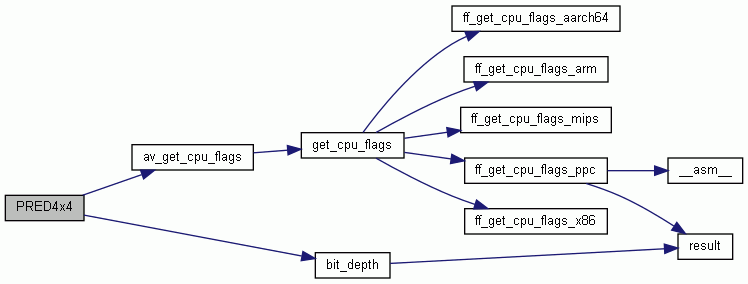 ff_get_cpu_flags_aarch64
ff_get_cpu_flags_arm
ff_get_cpu_flags_mips
get_cpu_flags
av_get_cpu_flags
ff_get_cpu_flags_ppc
__asm__
PRED4x4
ff_get_cpu_flags_x86
result
bit_depth